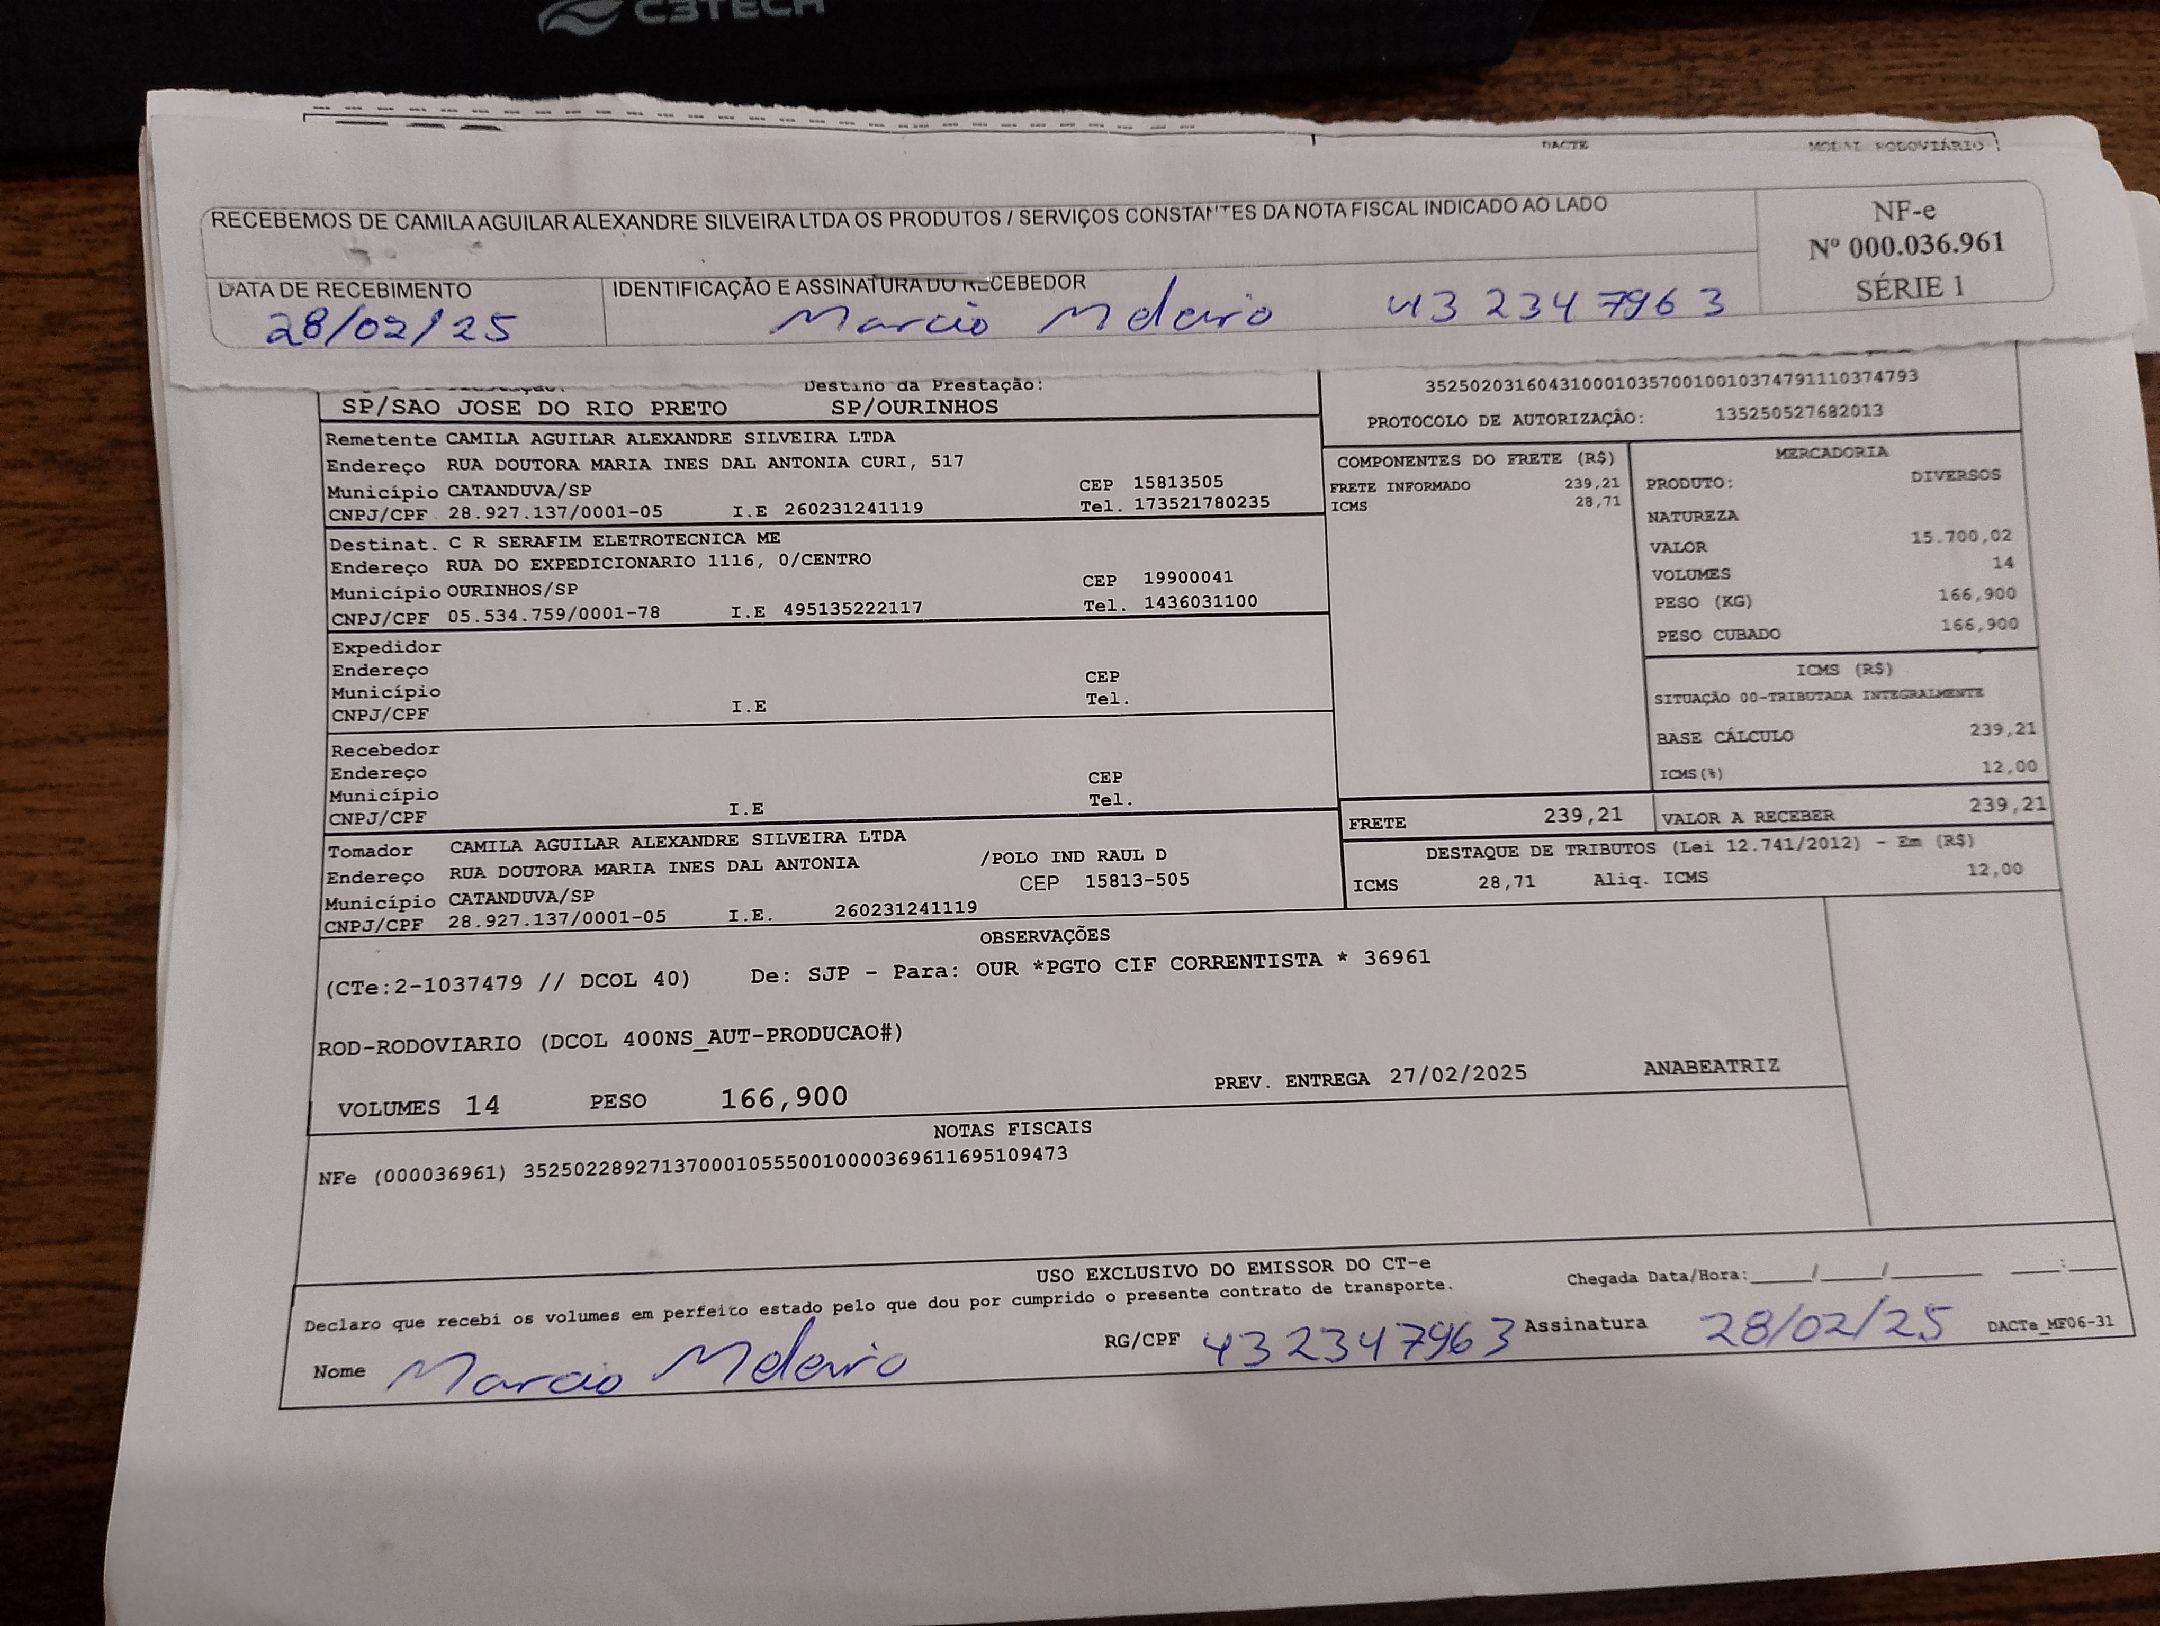 C3TECH
DACTE MODAL RODOVIÁRIO
RECEBEMOS DE CAMILA AGUILAR ALEXANDRE SILVEIRA LTDA OS PRODUTOS / SERVIÇOS CONSTANTES DA NOTA FISCAL INDICADO AO LADO
NF-e
Nº 000.036.961
SÉRIE 1
DATA DE RECEBIMENTO IDENTIFICAÇÃO E ASSINATURA DO RECEBEDOR
28/02/25 Marcio 432347963
Destino da Prestação:
SP/SAO JOSE DO RIO PRETO SP/OURINHOS
35250203160431000103570010010374791110374793
PROTOCOLO DE AUTORIZAÇÃO: 135250527682013
Remetente CAMILA AGUILAR ALEXANDRE SILVEIRA LTDA
Endereço RUA DOUTORA MARIA INES DAL ANTONIA CURI, 517
Município CATANDUVA/SP CEP 15813505
CNPJ/CPF 28.927.137/0001-05 I.E 260231241119 Tel. 173521780235
Destinat. C R SERAFIM ELETROTECNICA ME
Endereço RUA DO EXPEDICIONARIO 1116, 0/CENTRO
Município OURINHOS/SP CEP 19900041
CNPJ/CPF 05.534.759/0001-78 I.E 495135222117 Tel. 1436031100
Expedidor
Endereço
Município CEP
CNPJ/CPF I.E Tel.
Recebedor
Endereço
Município CEP
CNPJ/CPF I.E Tel.
Tomador CAMILA AGUILAR ALEXANDRE SILVEIRA LTDA
Endereço RUA DOUTORA MARIA INES DAL ANTONIA /POLO IND RAUL D
Município CATANDUVA/SP CEP 15813-505
CNPJ/CPF 28.927.137/0001-05 I.E. 260231241119
COMPONENTES DO FRETE (R$)
FRETE INFORMADO 239,21
ICMS 28,71
MERCADORIA
PRODUTO: DIVERSOS
NATUREZA
VALOR 15.700,02
VOLUMES 14
PESO (KG) 166,900
PESO CUBADO 166,900
ICMS (R$)
SITUAÇÃO 00-TRIBUTADA INTEGRALMENTE
BASE CÁLCULO 239,21
ICMS(%) 12,00
FRETE 239,21 VALOR A RECEBER 239,21
DESTAQUE DE TRIBUTOS (Lei 12.741/2012) - Em (R$)
ICMS 28,71 Aliq. ICMS 12,00
OBSERVAÇÕES
(CTe:2-1037479 // DCOL 40) De: SJP - Para: OUR *PGTO CIF CORRENTISTA * 36961
ROD-RODOVIARIO (DCOL 400NS_AUT-PRODUCAO#)
VOLUMES 14 PESO 166,900 PREV. ENTREGA 27/02/2025 ANABEATRIZ
NOTAS FISCAIS
NFe (000036961) 35250228927137000105550010000369611695109473
USO EXCLUSIVO DO EMISSOR DO CT-e
Declaro que recebi os volumes em perfeito estado pelo que dou por cumprido o presente contrato de transporte. Chegada Data/Hora:____/____/______ ____:____
Nome Marcio RG/CPF 432347963 Assinatura 28/02/25 DACTe_MF06-31